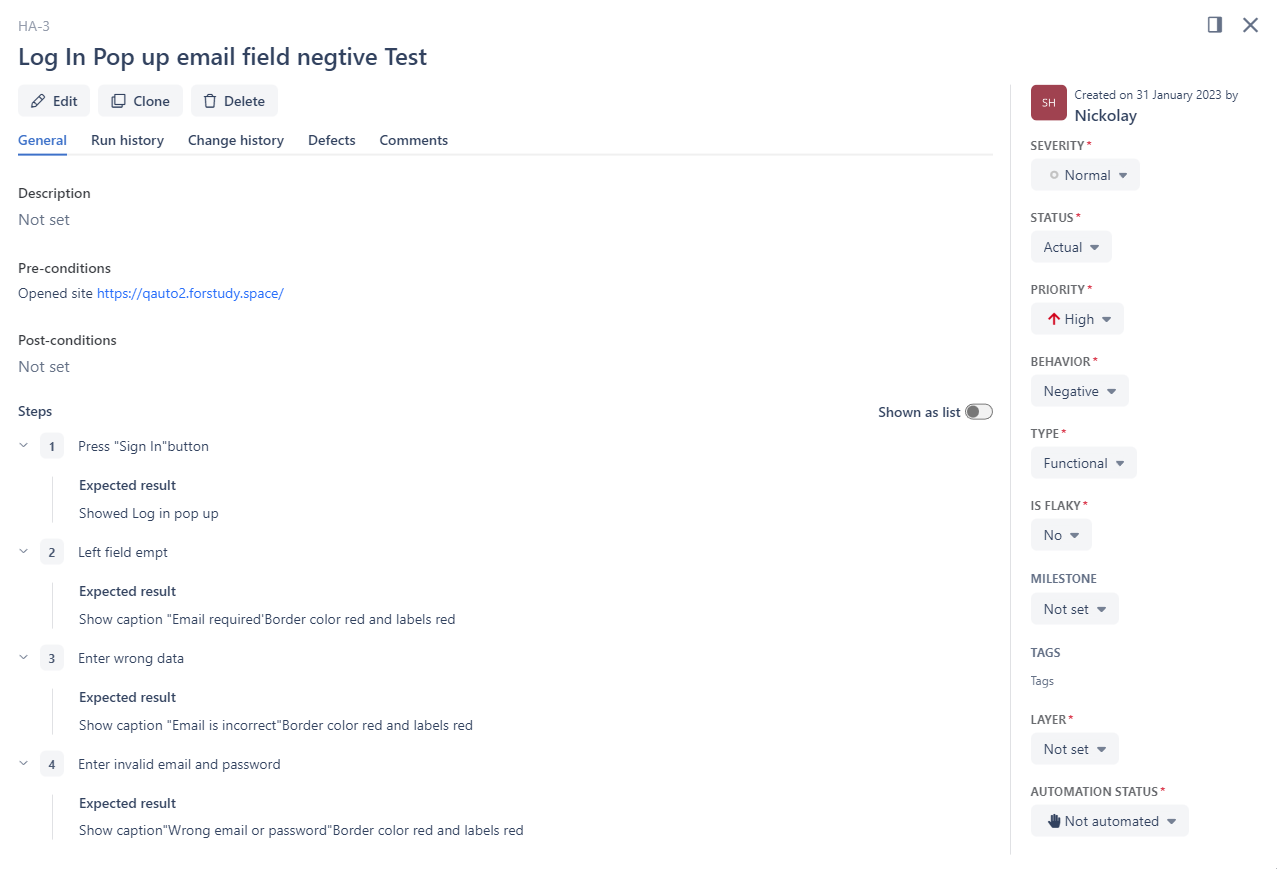 HA-3
Log In Pop up email field negtive Test
Edit Clone Delete
General Run history Change history Defects Comments
Description
Not set
Pre-conditions
Opened site https://qauto2.forstudy.space/
Post-conditions
Not set
Steps Shown as list
1 Press "Sign In"button
Expected result
Showed Log in pop up
2 Left field empt
Expected result
Show caption "Email required'Border color red and labels red
3 Enter wrong data
Expected result
Show caption "Email is incorrect"Border color red and labels red
4 Enter invalid email and password
Expected result
Show caption"Wrong email or password"Border color red and labels red
SH
Created on 31 January 2023 by
Nickolay
SEVERITY*
Normal
STATUS*
Actual
PRIORITY*
High
BEHAVIOR*
Negative
TYPE*
Functional
IS FLAKY*
No
MILESTONE
Not set
TAGS
Tags
LAYER*
Not set
AUTOMATION STATUS*
Not automated